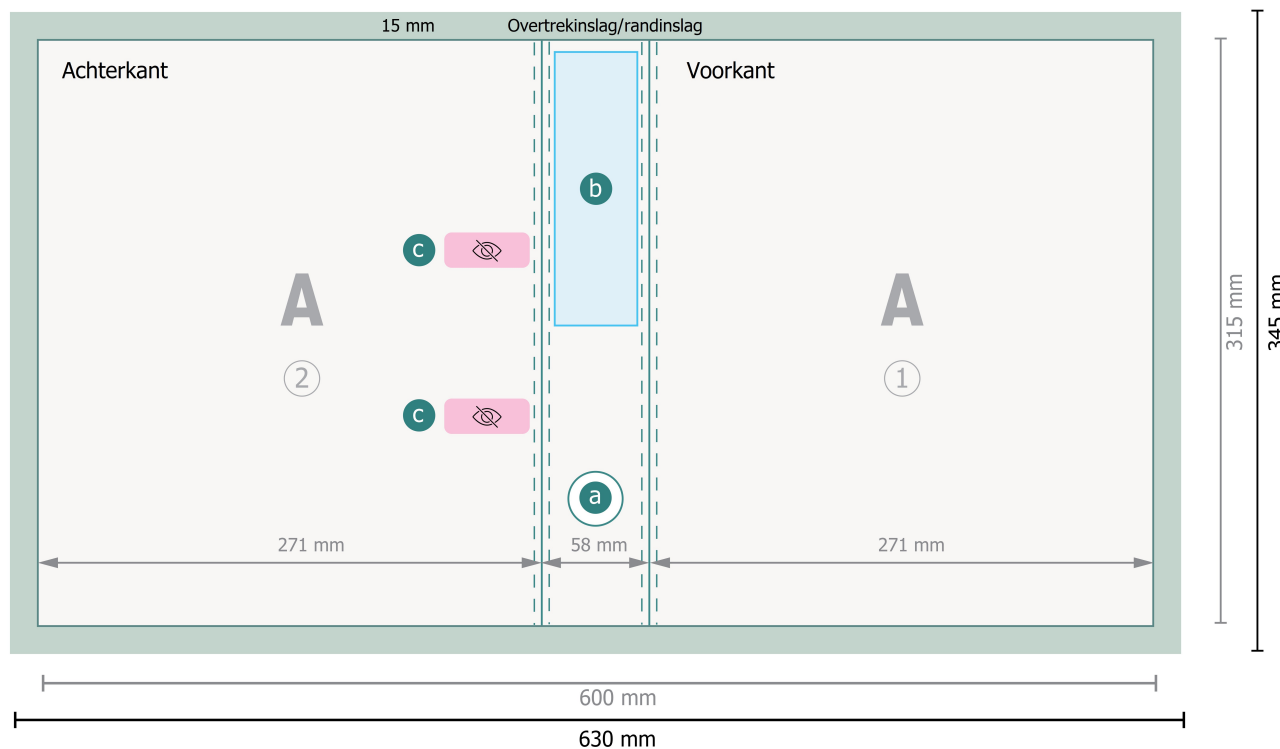 15 mm Overtrekinslag/randinslag
Achterkant
Voorkant
b
c
c
A
A
2
1
a
271 mm
58 mm
271 mm
315 mm
345 mm
600 mm
630 mm